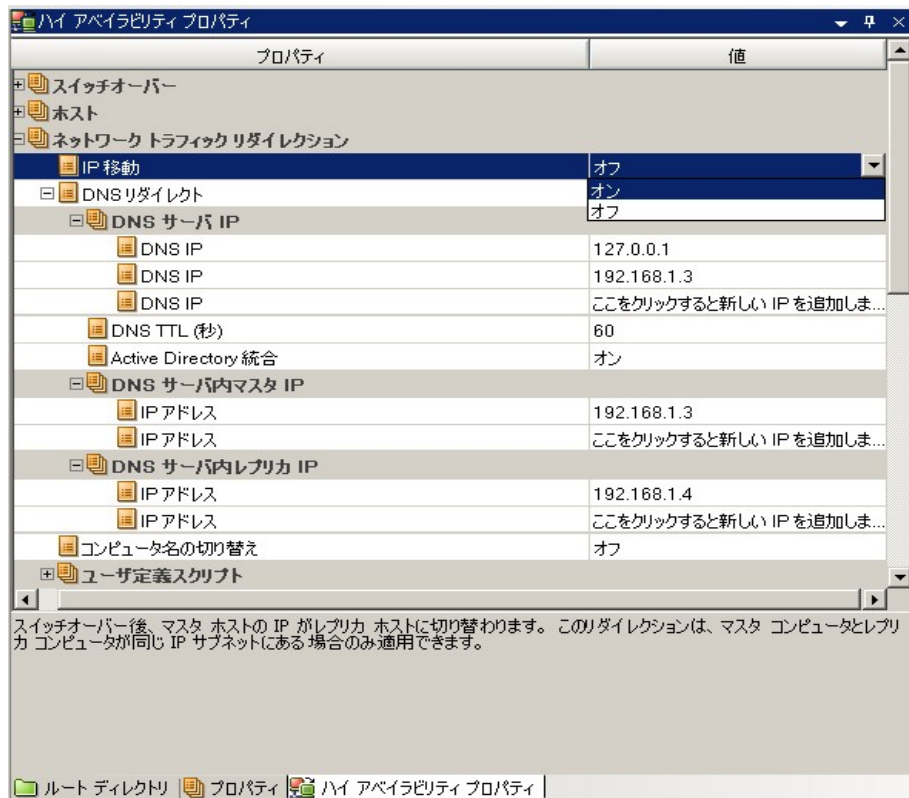 ハイ アベイラビリティ プロパティ
プロパティ 値
スイッチオーバー
ホスト
ネットワーク トラフィック リダイレクション
IP 移動 オフ
DNS リダイレクト オン
オフ
DNS サーバ IP
DNS IP 127.0.0.1
DNS IP 192.168.1.3
DNS IP ここをクリックすると新しい IP を追加しま...
DNS TTL (秒) 60
Active Directory 統合 オン
DNS サーバ内マスタ IP
IP アドレス 192.168.1.3
IP アドレス ここをクリックすると新しい IP を追加しま...
DNS サーバ内レプリカ IP
IP アドレス 192.168.1.4
IP アドレス ここをクリックすると新しい IP を追加しま...
コンピュータ名の切り替え オフ
ユーザ定義スクリプト
スイッチオーバー後、マスタ ホストの IP がレプリカ ホストに切り替わります。 このリダイレクションは、マスタ コンピュータとレプリ
カ コンピュータが同じ IP サブネットにある場合のみ適用できます。
ルート ディレクトリ プロパティ ハイ アベイラビリティ プロパティ